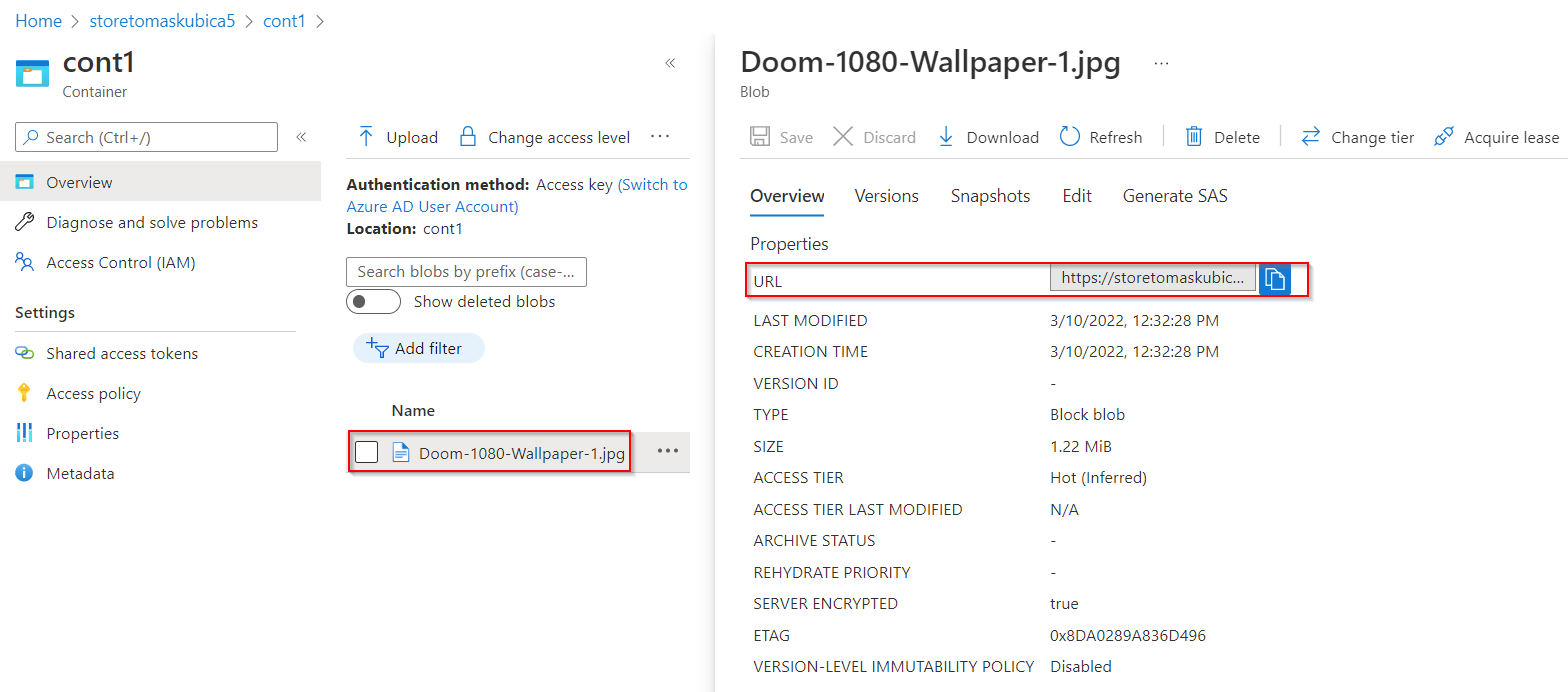 Home > storetomaskubica5 > cont1 >
cont1
Container
«
Search (Ctrl+/)
«
Overview
Diagnose and solve problems
Access Control (IAM)
Settings
Shared access tokens
Access policy
Properties
Metadata
Upload
Change access level
...
Authentication method: Access key (Switch to
Azure AD User Account)
Location: cont1
Search blobs by prefix (case-...
Show deleted blobs
Add filter
Name
Doom-1080-Wallpaper-1.jpg
...
Doom-1080-Wallpaper-1.jpg ...
Blob
Save Discard Download Refresh Delete Change tier Acquire lease
Overview Versions Snapshots Edit Generate SAS
Properties
URL https://storetomaskubic...
LAST MODIFIED 3/10/2022, 12:32:28 PM
CREATION TIME 3/10/2022, 12:32:28 PM
VERSION ID -
TYPE Block blob
SIZE 1.22 MiB
ACCESS TIER Hot (Inferred)
ACCESS TIER LAST MODIFIED N/A
ARCHIVE STATUS -
REHYDRATE PRIORITY -
SERVER ENCRYPTED true
ETAG 0x8DA0289A836D496
VERSION-LEVEL IMMUTABILITY POLICY Disabled